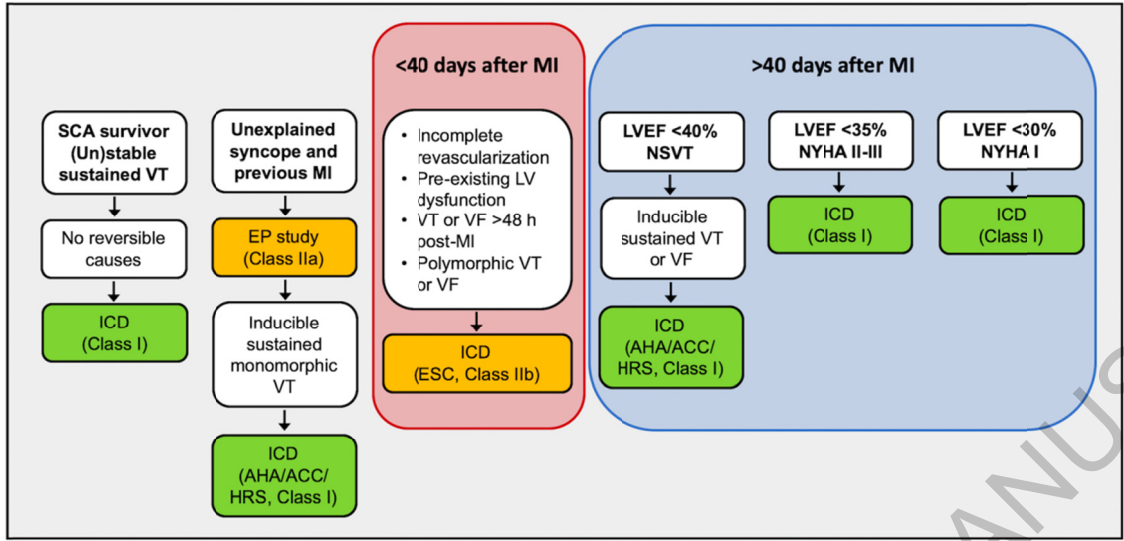 SCA survivor
(Un)stable
sustained VT
No reversible
causes
ICD
(Class I)
Unexplained
syncope and
previous MI
EP study
(Class IIa)
Inducible
sustained
monomorphic
VT
ICD
(AHA/ACC/
HRS, Class I)
<40 days after MI
• Incomplete
revascularization
• Pre-existing LV
dysfunction
• VT or VF >48 h
post-MI
• Polymorphic VT
or VF
ICD
(ESC, Class IIb)
>40 days after MI
LVEF <40%
NSVT
Inducible
sustained VT
or VF
ICD
(AHA/ACC/
HRS, Class I)
LVEF <35%
NYHA II-III
ICD
(Class I)
LVEF <30%
NYHA I
ICD
(Class I)
ANUS